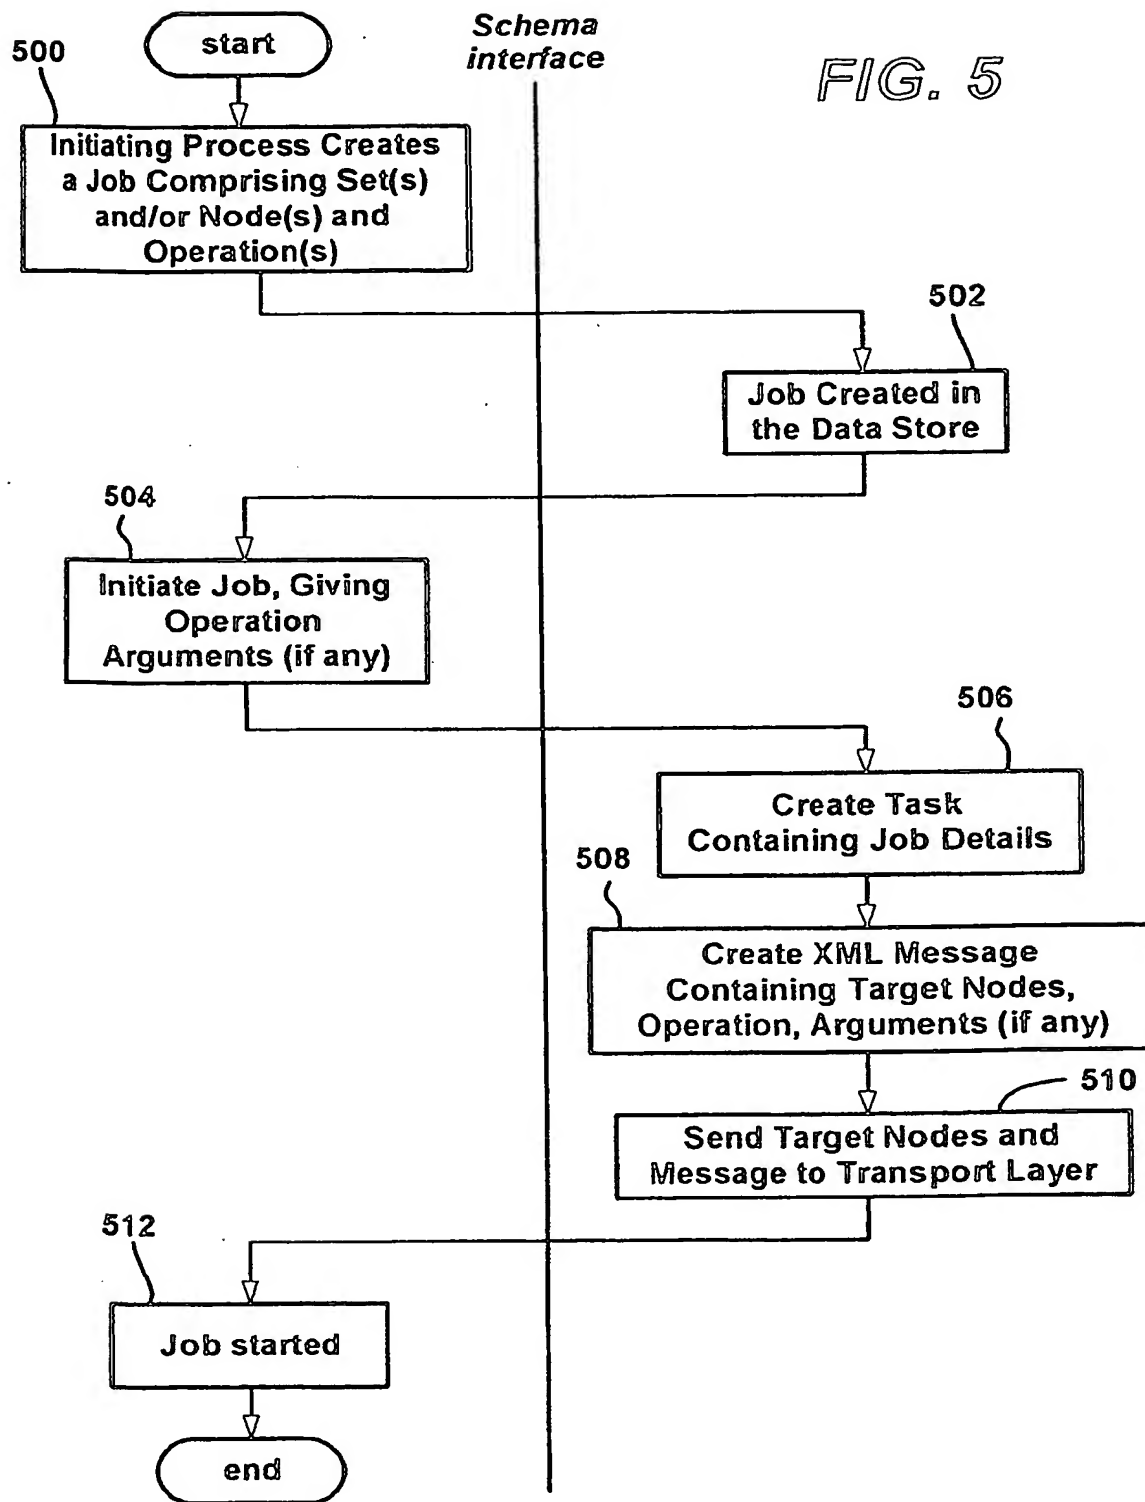 start
Schema
interface
FIG. 5
500
Initiating Process Creates
a Job Comprising Set(s)
and/or Node(s) and
Operation(s)
502
Job Created in
the Data Store
504
Initiate Job, Giving
Operation
Arguments (if any)
506
Create Task
Containing Job Details
508
Create XML Message
Containing Target Nodes,
Operation, Arguments (if any)
510
Send Target Nodes and
Message to Transport Layer
512
Job started
end